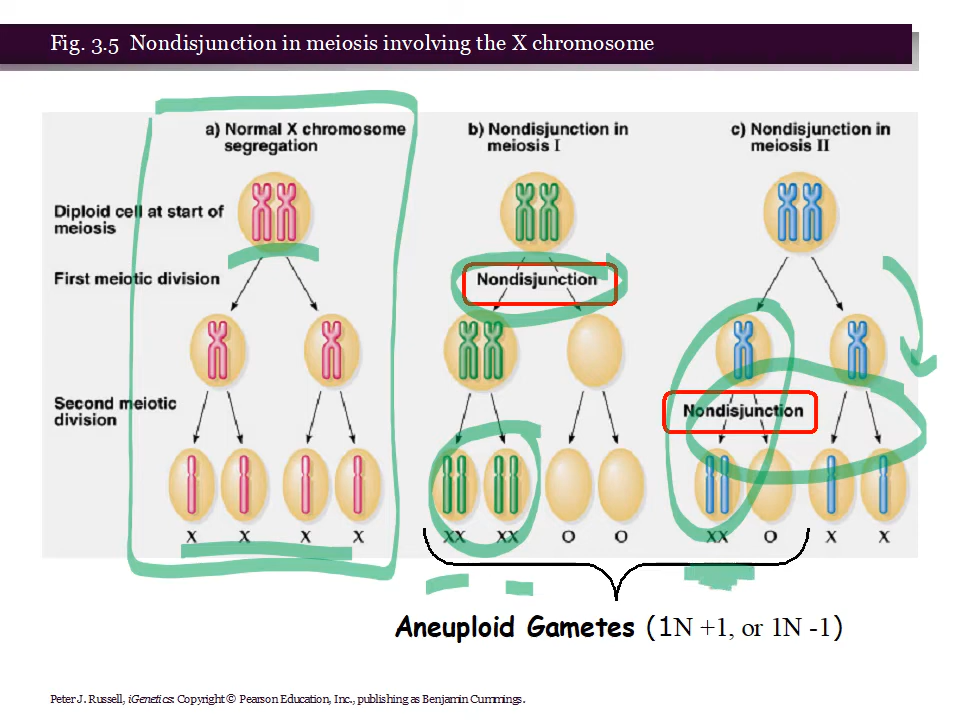 Fig. 3.5 Nondisjunction in meiosis involving the X chromosome
a) Normal X chromosome
segregation
b) Nondisjunction in
meiosis I
c) Nondisjunction in
meiosis II
Diploid cell at start of
meiosis
First meiotic division
Nondisjunction
Second meiotic
division
Nondisjunction
X X X X XX XX O O XX O X X
Aneuploid Gametes (1N +1, or 1N -1)
Peter J. Russell, iGenetics: Copyright © Pearson Education, Inc., publishing as Benjamin Cummings.